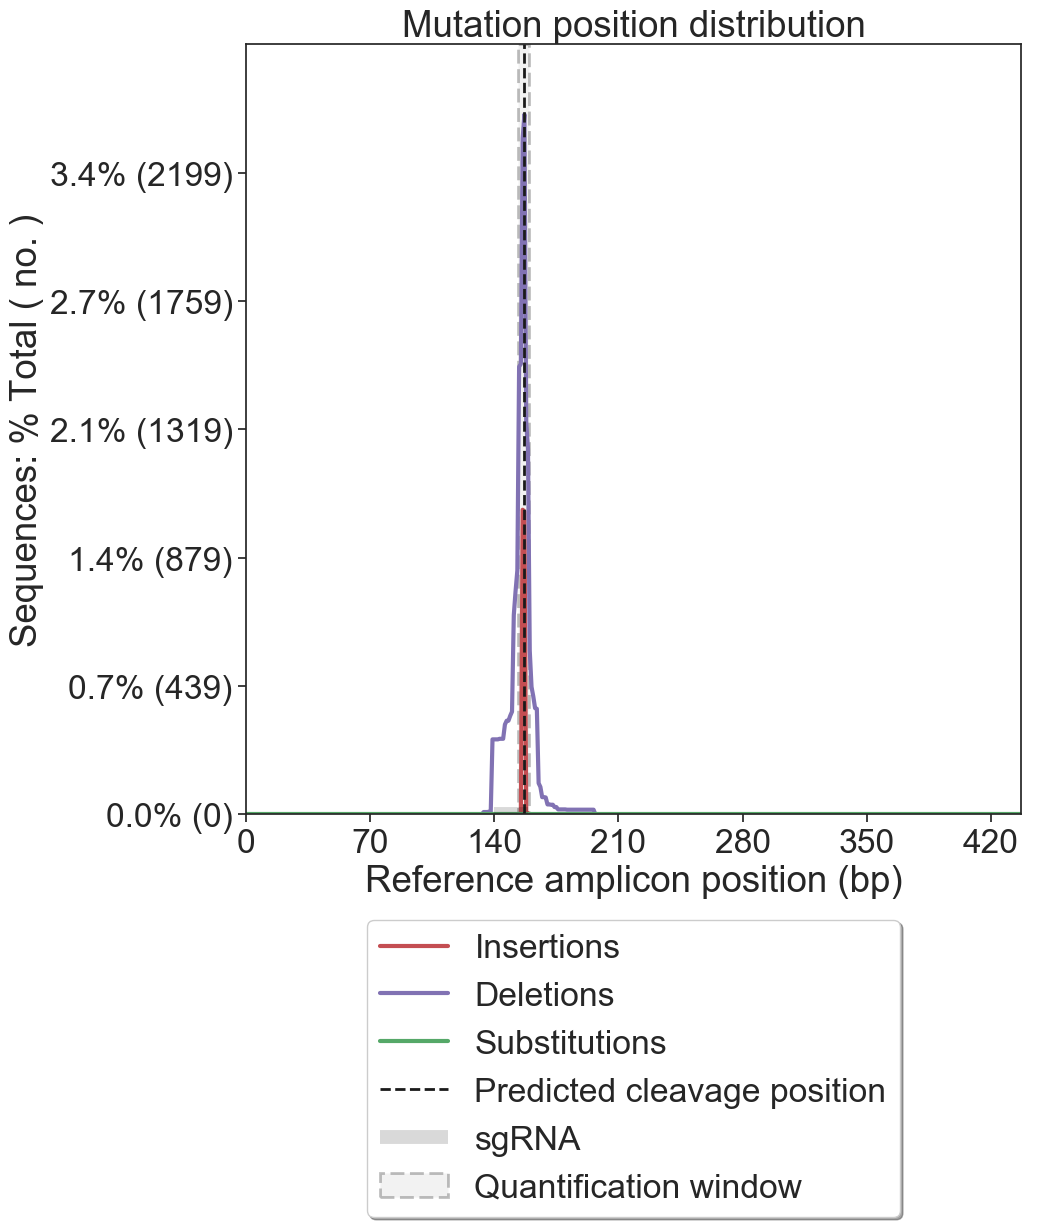 Mutation position distribution
Sequences: % Total ( no. )
3.4% (2199)
2.7% (1759)
2.1% (1319)
1.4% (879)
0.7% (439)
0.0% (0)
0 70 140 210 280 350 420
Reference amplicon position (bp)
Insertions
Deletions
Substitutions
Predicted cleavage position
sgRNA
Quantification window